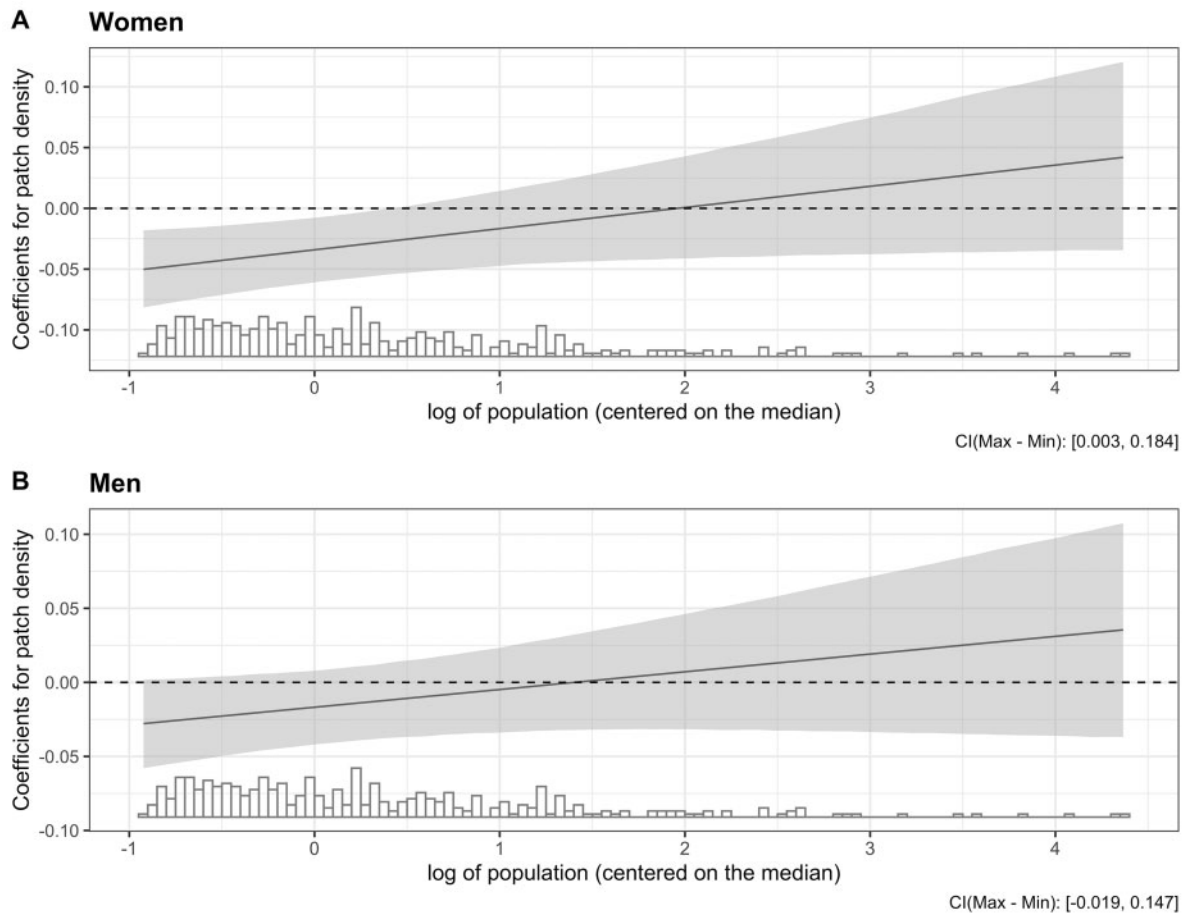 A Women
Coefficients for patch density
0.10
0.05
0.00
-0.05
-0.10
-1 0 1 2 3 4
log of population (centered on the median)
CI(Max - Min): [0.003, 0.184]
B Men
Coefficients for patch density
0.10
0.05
0.00
-0.05
-0.10
-1 0 1 2 3 4
log of population (centered on the median)
CI(Max - Min): [-0.019, 0.147]